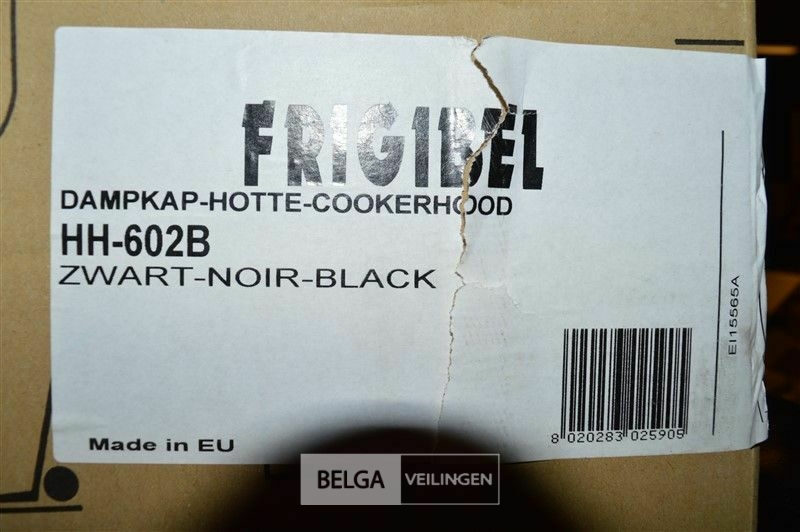 FRIGIBEL
DAMPKAP-HOTTE-COOKERHOOD
HH-602B
ZWART-NOIR-BLACK
EI15565A
8 020283 025905
Made in EU
BELGA VEILINGEN